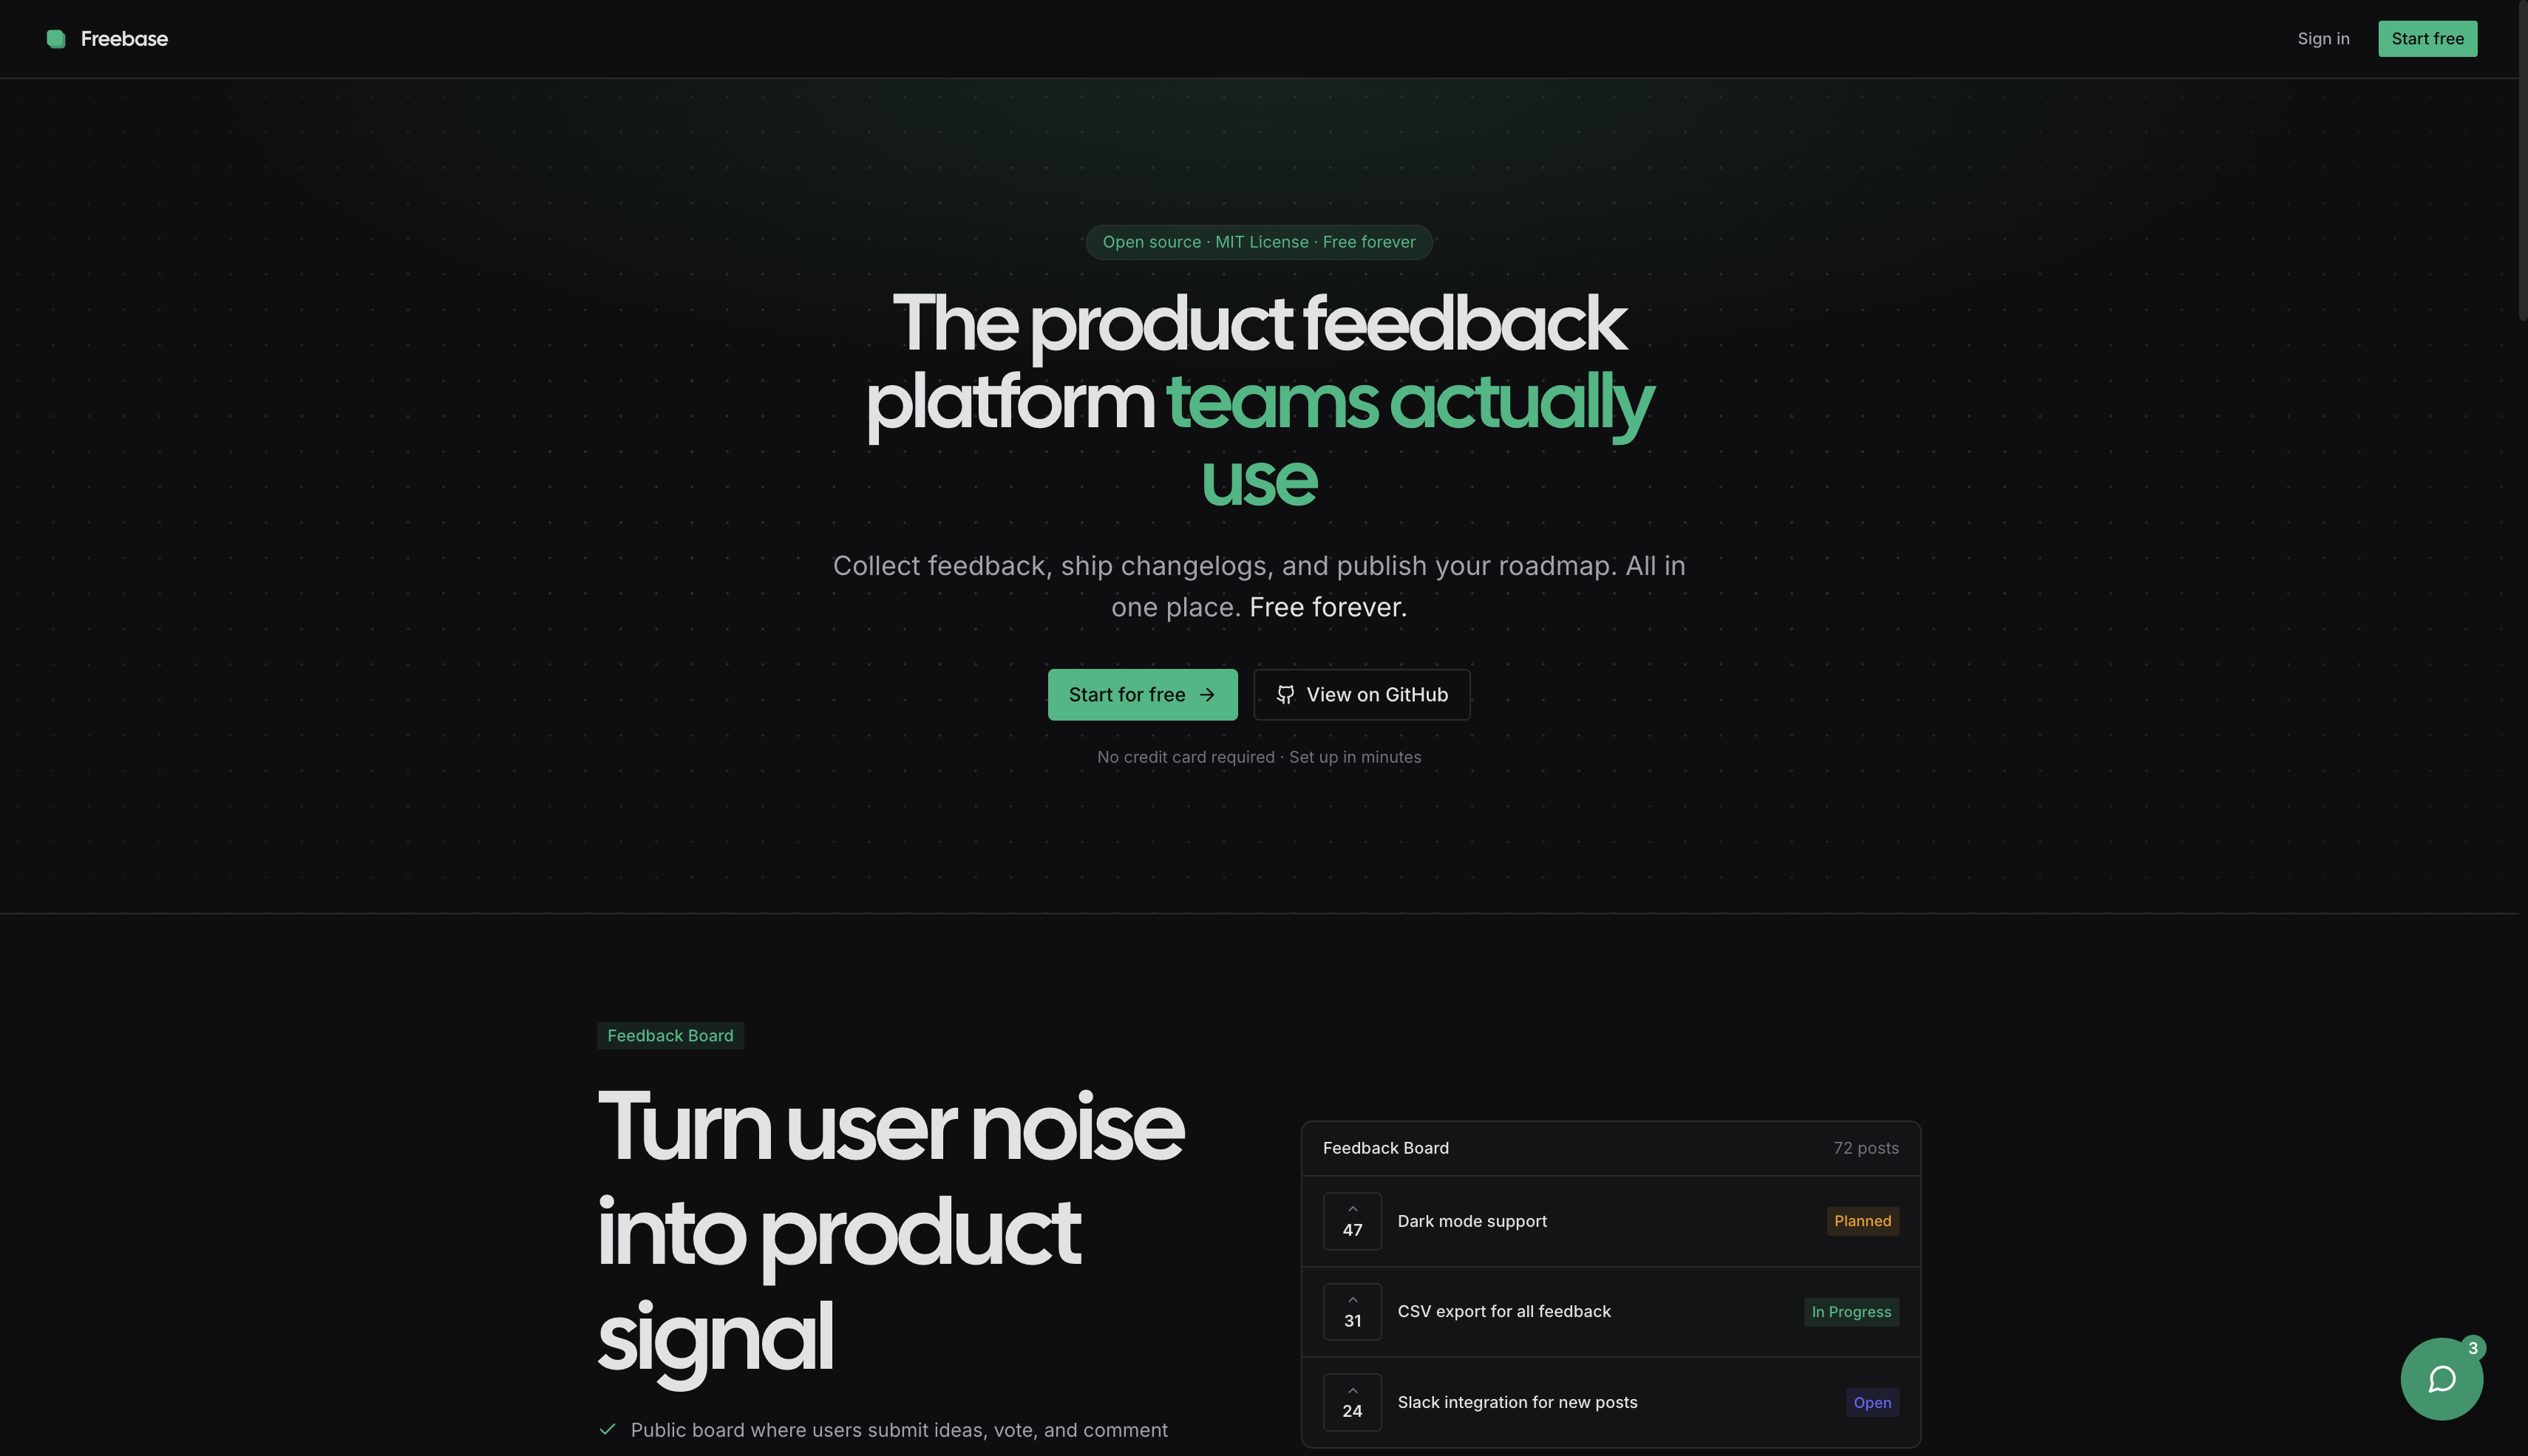 Freebase
Sign in
Start free
Open source · MIT License · Free forever
The product feedback
platform teams actually
use
Collect feedback, ship changelogs, and publish your roadmap. All in
one place. Free forever.
Start for free
View on GitHub
No credit card required · Set up in minutes
Feedback Board
Turn user noise
into product
signal
Public board where users submit ideas, vote, and comment
Feedback Board
72 posts
47
Dark mode support
Planned
31
CSV export for all feedback
In Progress
24
Slack integration for new posts
Open
3